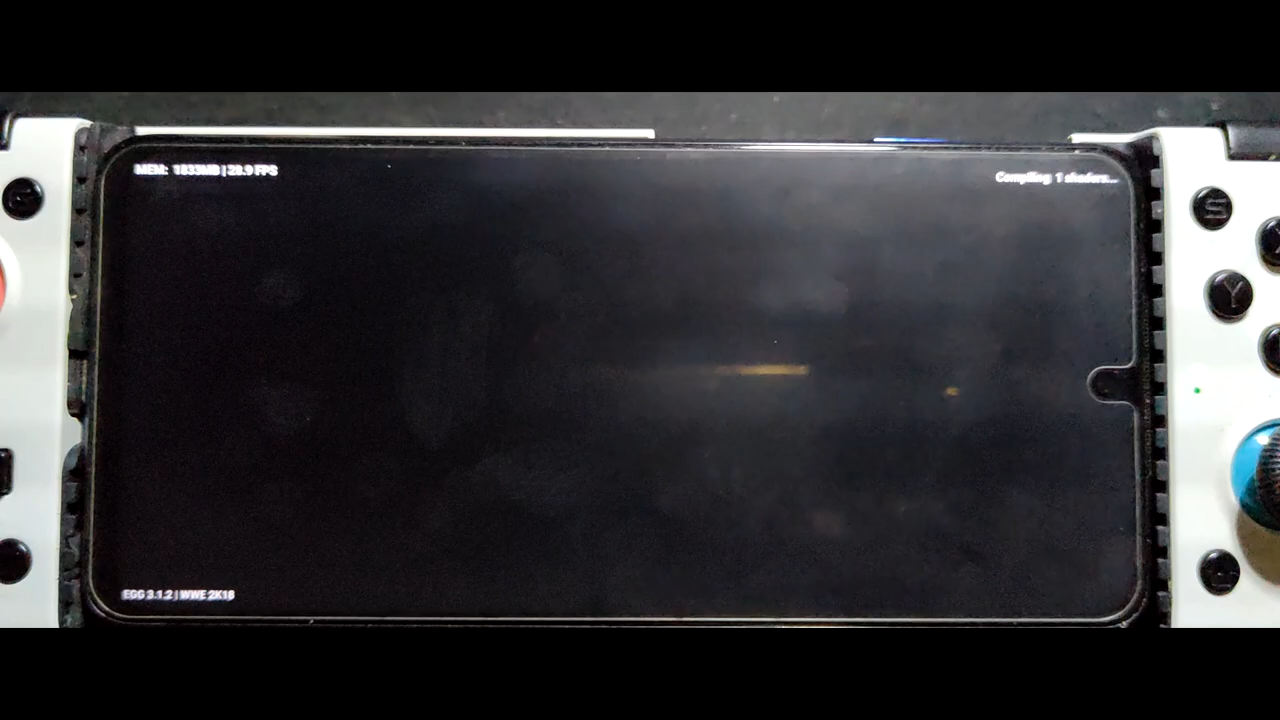 MEM: 1833MB | 28.9 FPS
Compiling 1 shaders...
EGG 3.1.2 | WWE 2K18
S
Y